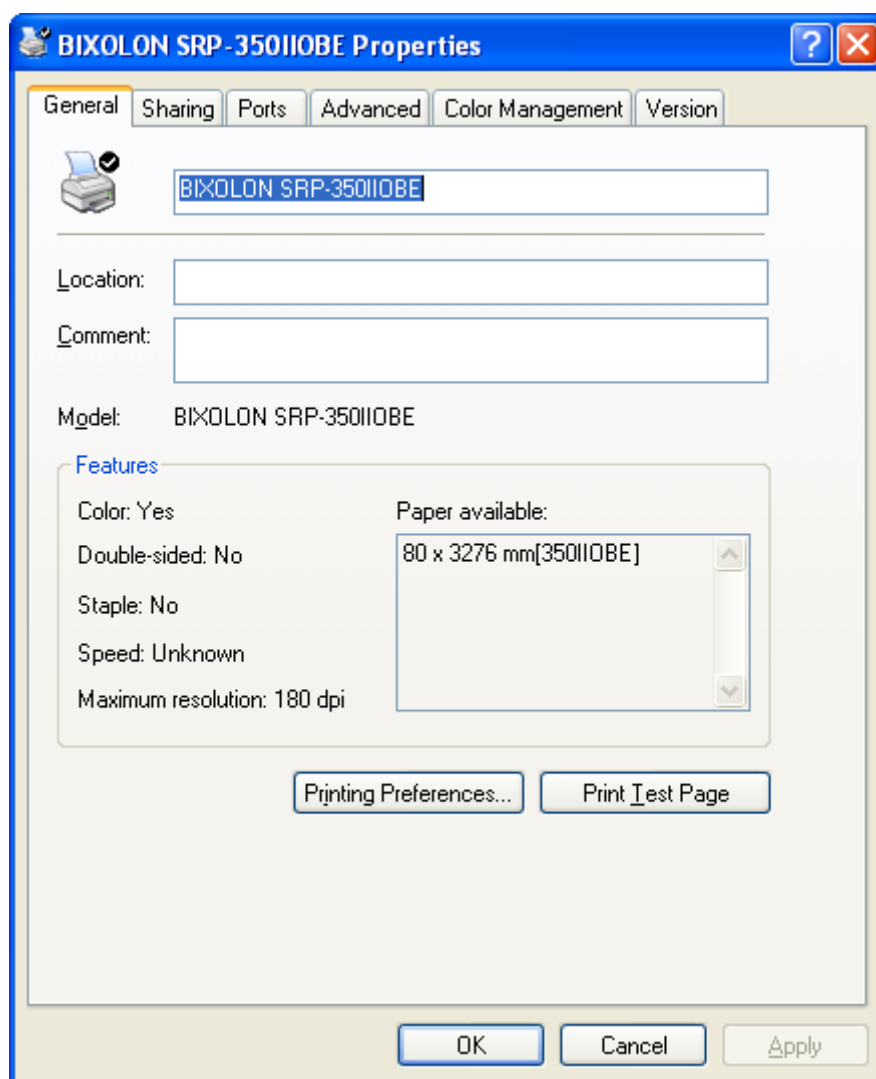 BIXOLON SRP-350IIOBE Properties
General Sharing Ports Advanced Color Management Version
BIXOLON SRP-350IIOBE
Location:
Comment:
Model: BIXOLON SRP-350IIOBE
Features
Color: Yes
Paper available:
Double-sided: No
80 x 3276 mm[350IIOBE]
Staple: No
Speed: Unknown
Maximum resolution: 180 dpi
Printing Preferences... Print Test Page
OK Cancel Apply